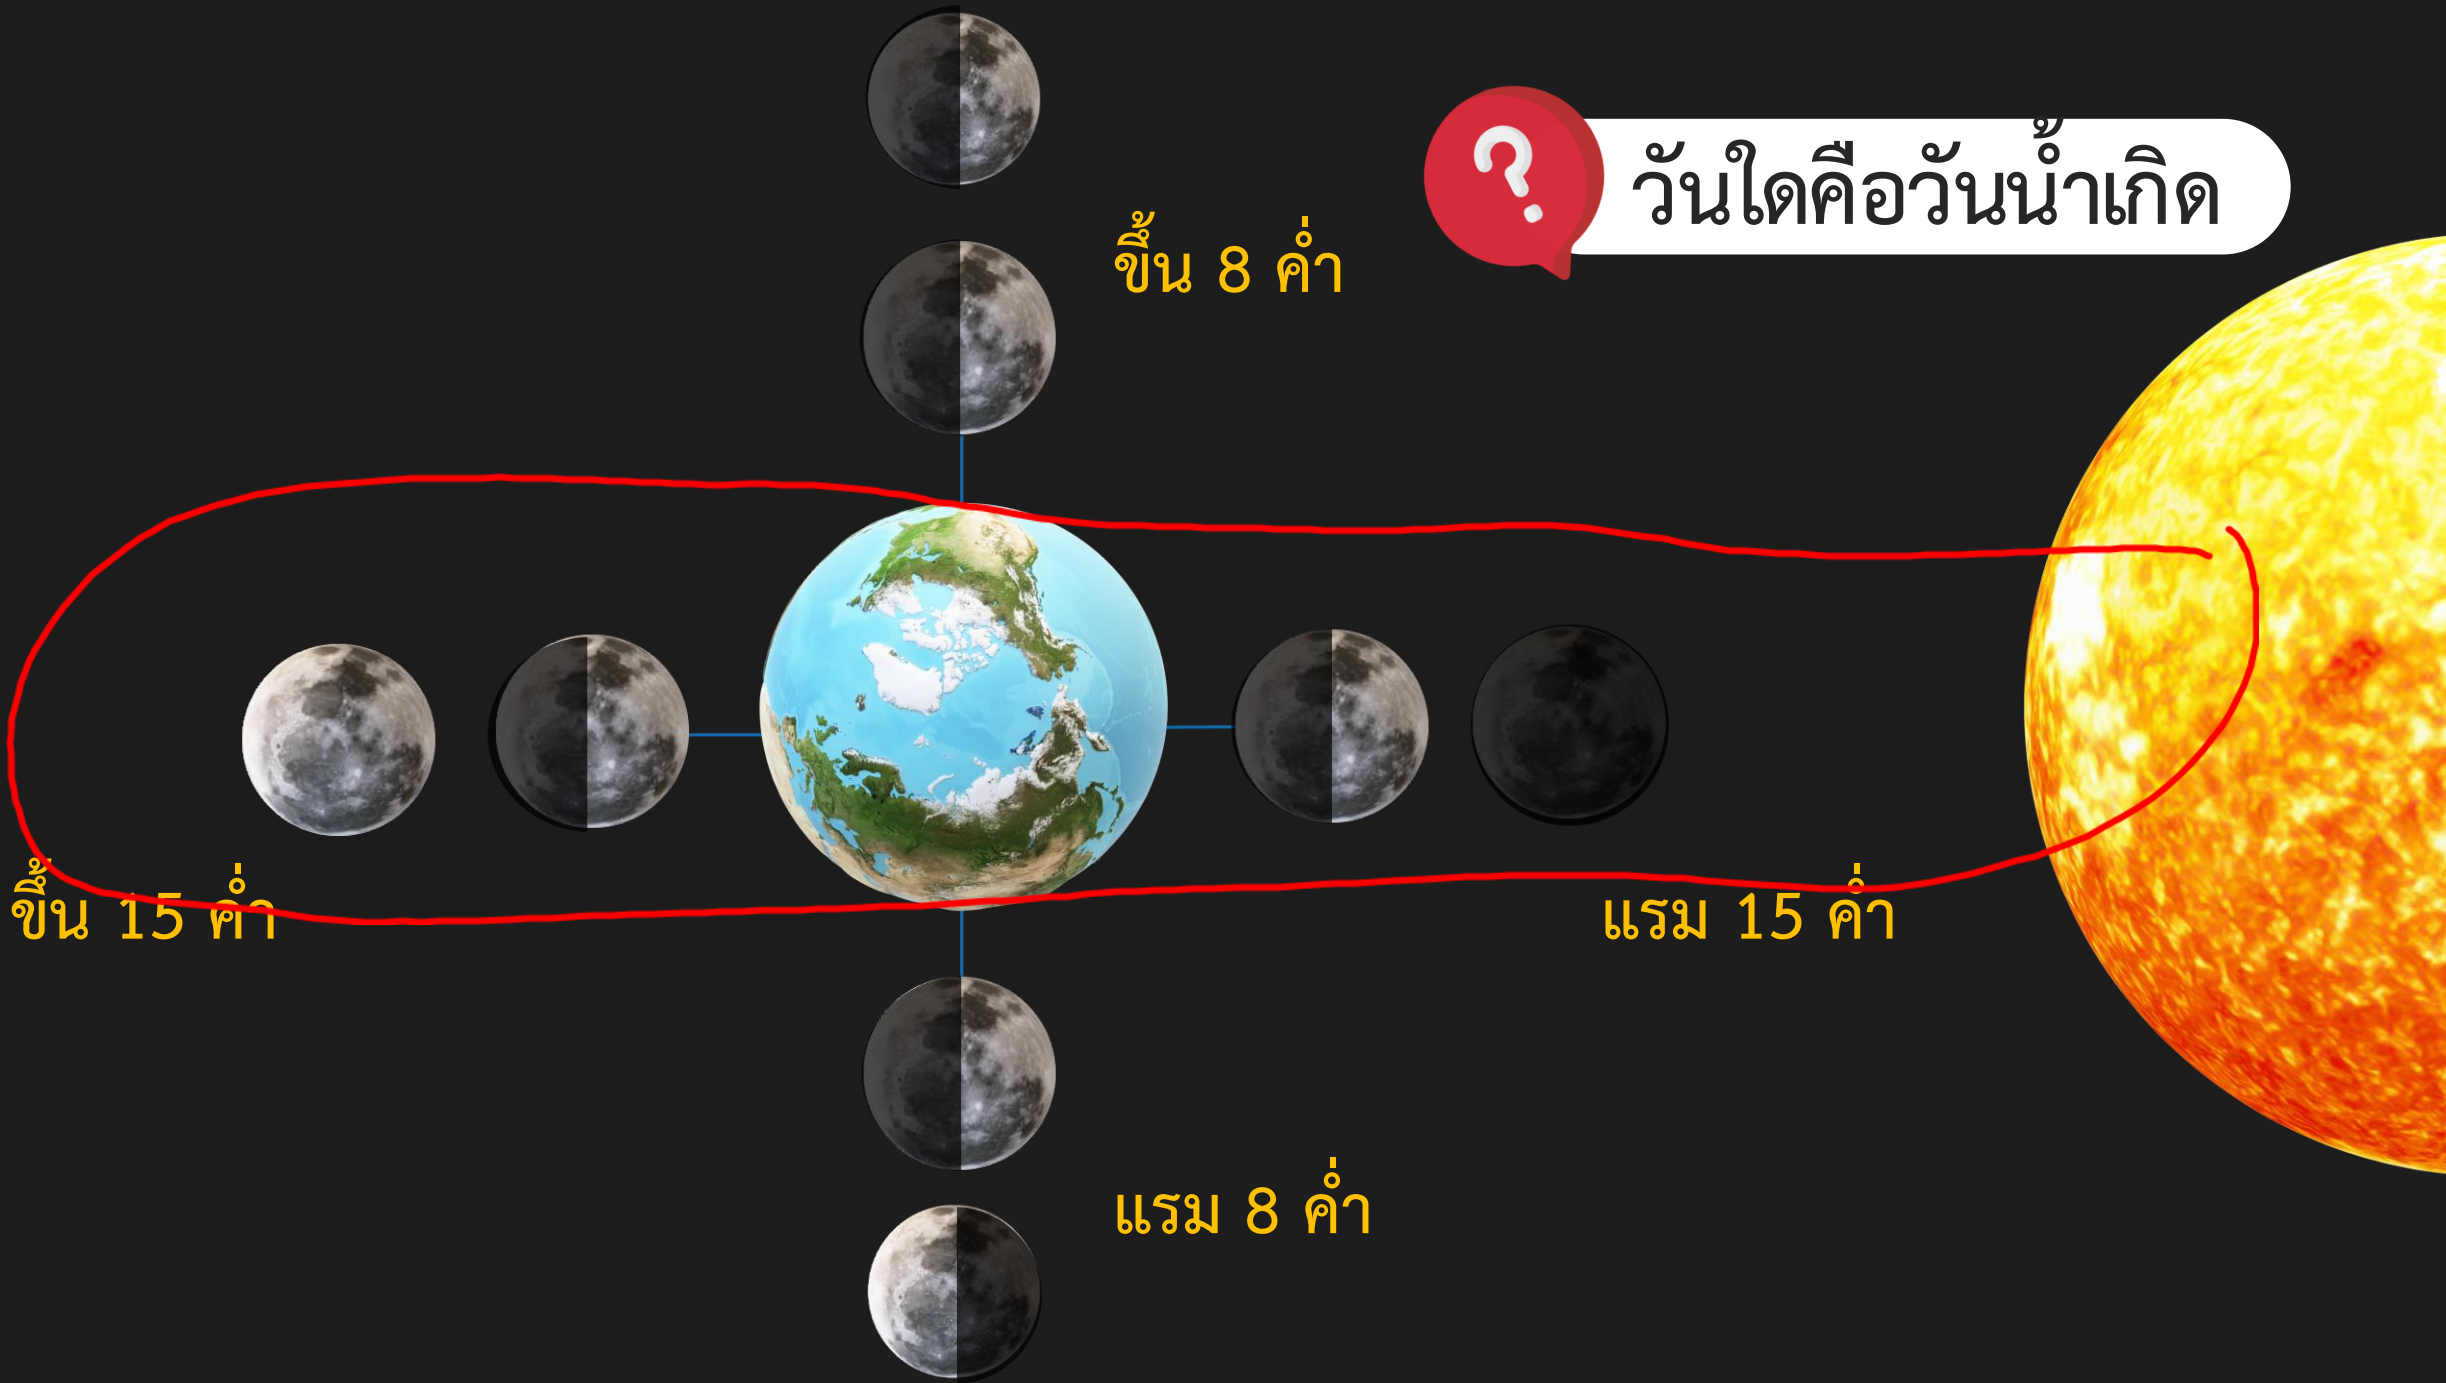 วันใดคือวันน้ำเกิด
ขึ้น 8 ค่ำ
ขึ้น 15 ค่ำ
แรม 15 ค่ำ
แรม 8 ค่ำ